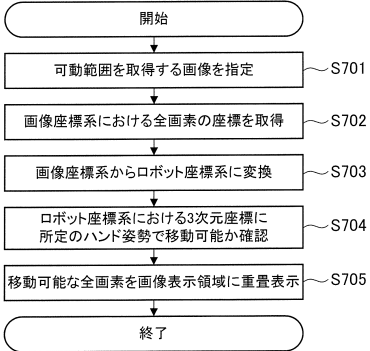 開始
可動範囲を取得する画像を指定
S701
画像座標系における全画素の座標を取得
S702
画像座標系からロボット座標系に変換
S703
ロボット座標系における3次元座標に
所定のハンド姿勢で移動可能か確認
S704
移動可能な全画素を画像表示領域に重畳表示
S705
終了